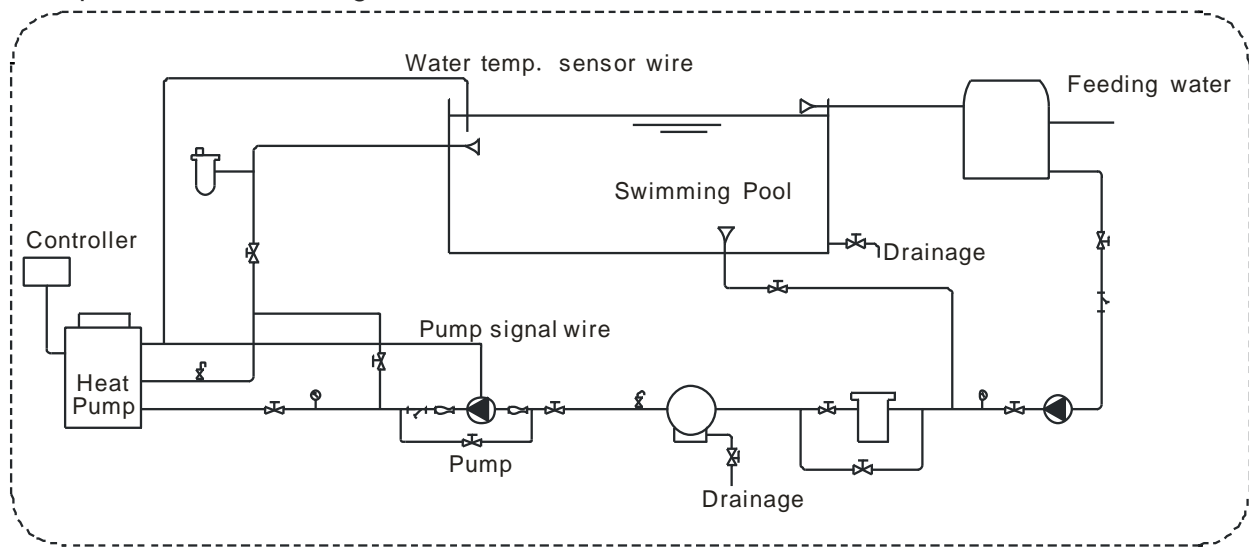 Water temp. sensor wire
Feeding water
Swimming Pool
Controller
Drainage
Pump signal wire
Heat
Pump
Pump
Drainage